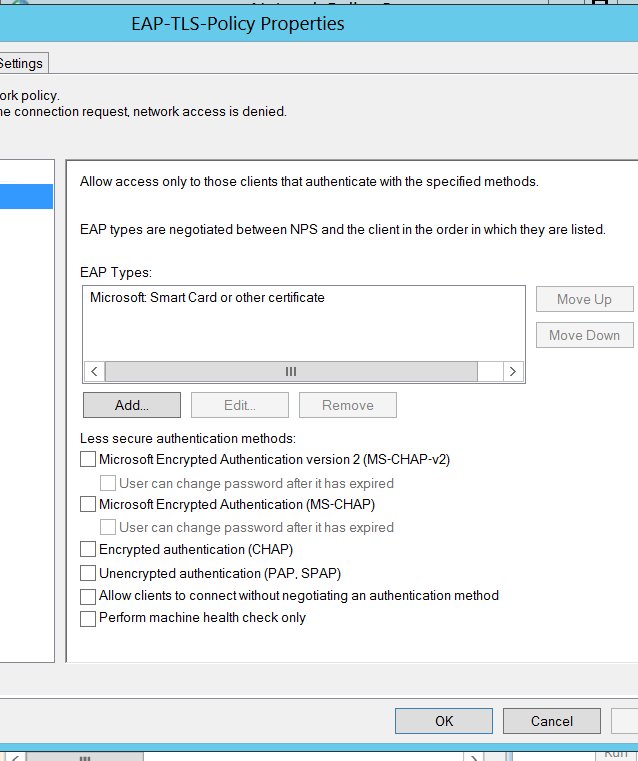 EAP-TLS-Policy Properties
Settings
ork policy.
he connection request, network access is denied.
Allow access only to those clients that authenticate with the specified methods.
EAP types are negotiated between NPS and the client in the order in which they are listed.
EAP Types:
Microsoft: Smart Card or other certificate
Move Up
Move Down
Add...
Edit...
Remove
Less secure authentication methods:
Microsoft Encrypted Authentication version 2 (MS-CHAP-v2)
User can change password after it has expired
Microsoft Encrypted Authentication (MS-CHAP)
User can change password after it has expired
Encrypted authentication (CHAP)
Unencrypted authentication (PAP, SPAP)
Allow clients to connect without negotiating an authentication method
Perform machine health check only
OK
Cancel